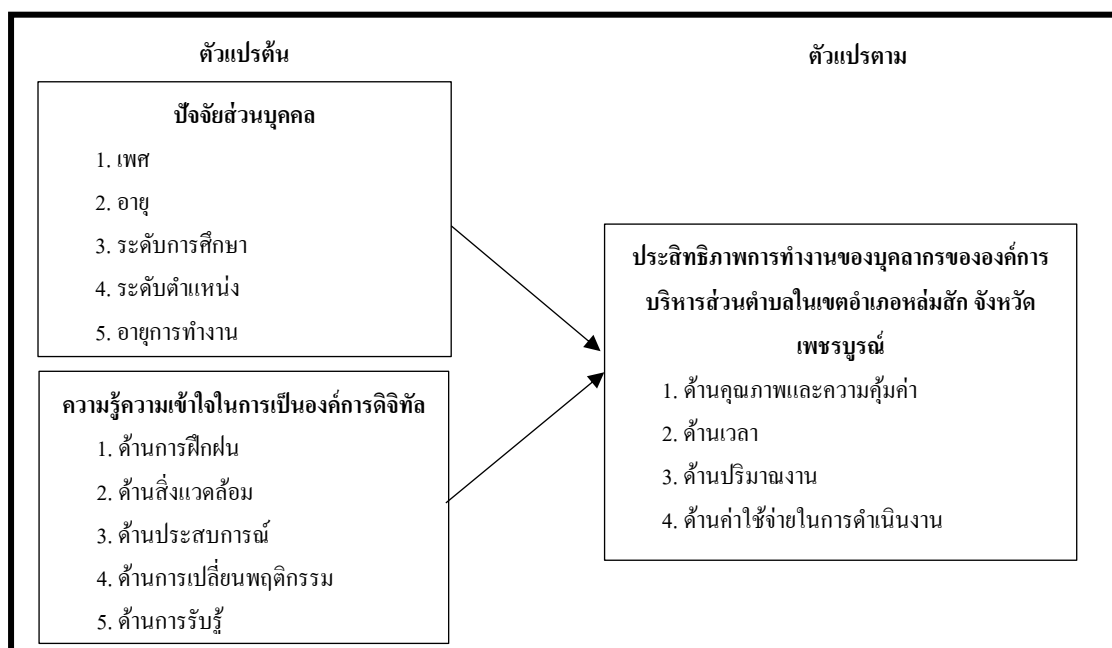 ตัวแปรต้น
ตัวแปรตาม
ปัจจัยส่วนบุคคล
1. เพศ
2. อายุ
3. ระดับการศึกษา
4. ระดับตำแหน่ง
5. อายุการทำงาน
ความรู้ความเข้าใจในการเป็นองค์การดิจิทัล
1. ด้านการฝึกฝน
2. ด้านสิ่งแวดล้อม
3. ด้านประสบการณ์
4. ด้านการเปลี่ยนพฤติกรรม
5. ด้านการรับรู้
ประสิทธิภาพการทำงานของบุคลากรขององค์การ
บริหารส่วนตำบลในเขตอำเภอหล่มสัก จังหวัด
เพชรบูรณ์
1. ด้านคุณภาพและความคุ้มค่า
2. ด้านเวลา
3. ด้านปริมาณงาน
4. ด้านค่าใช้จ่ายในการดำเนินงาน